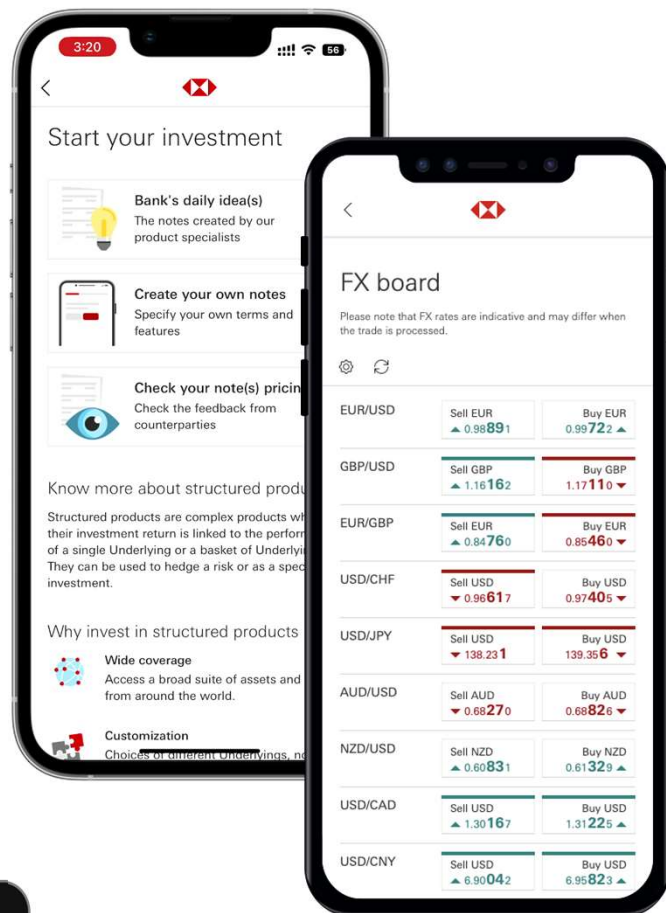 3:20
56
Start your investment
Bank's daily idea(s)
The notes created by our
product specialists
Create your own notes
Specify your own terms and
features
Check your note(s)
Check the feedback from
counterparties
Know more about structured
Structured products are complex products
their investment return is linked to the
of a single Underlying or a basket of
They can be used to hedge a risk or as a
investment.
Why invest in structured products
Wide coverage
Access a broad suite of assets and
from around the world.
Customization
Choices of different Underlyings,
FX board
Please note that FX rates are indicative and may differ when
the trade is processed.
EUR/USD
Sell EUR Buy EUR
▲ 0.98891 0.99722 ▲
GBP/USD
Sell GBP Buy GBP
▲ 1.16162 1.17110 ▼
EUR/GBP
Sell EUR Buy EUR
▲ 0.84760 0.85460 ▼
USD/CHF
Sell USD Buy USD
▼ 0.96617 0.97405 ▼
USD/JPY
Sell USD Buy USD
▼ 138.231 139.356 ▼
AUD/USD
Sell AUD Buy AUD
▼ 0.68270 0.68826 ▼
NZD/USD
Sell NZD Buy NZD
▲ 0.60831 0.61329 ▲
USD/CAD
Sell USD Buy USD
▲ 1.30167 1.31225 ▲
USD/CNY
Sell USD Buy USD
▲ 6.90042 6.95823 ▲